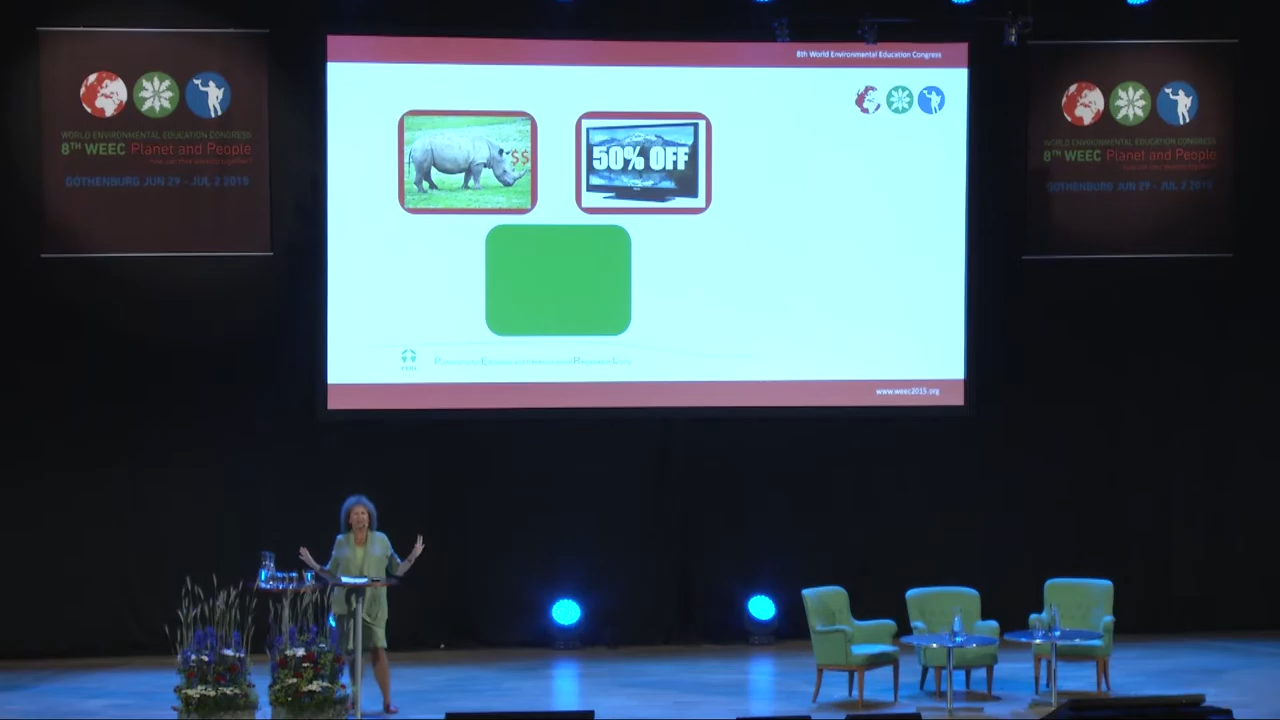 8th World Environmental Education Congress
WORLD ENVIRONMENTAL EDUCATION CONGRESS
8TH WEEC Planet and People
GOTHENBURG JUN 29 - JUL 2 2015
$$
50% OFF
www.weec2015.org
WORLD ENVIRONMENTAL EDUCATION CONGRESS
8TH WEEC Planet and People
GOTHENBURG JUN 29 - JUL 2 2015